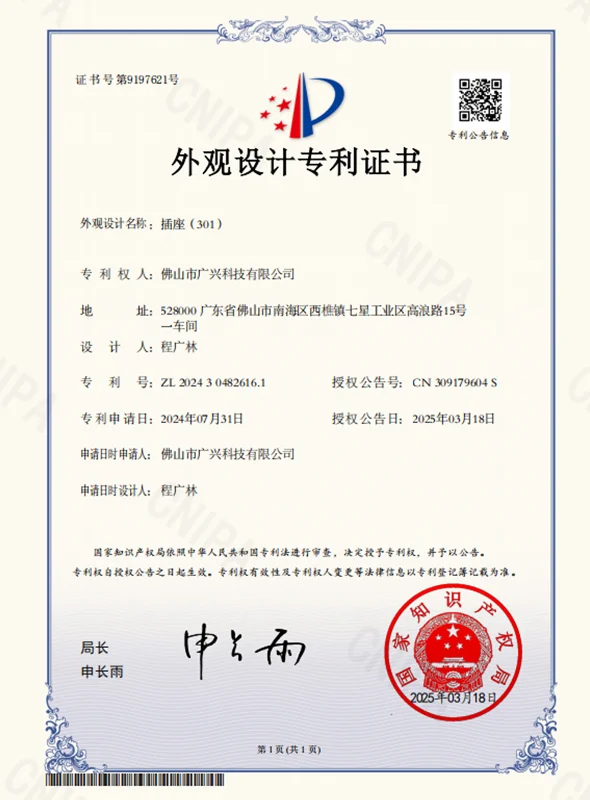 证书号第9197621号
专利公告信息
外观设计专利证书
外观设计名称：插座（301）
专利权人：佛山市广兴科技有限公司
地址：528000 广东省佛山市南海区西樵镇七星工业区高浪路15号
一车间
设计人：程广林
专利号：ZL 2024 3 0482616.1 授权公告号：CN 309179604 S
专利申请日：2024年07月31日 授权公告日：2025年03月18日
申请日时申请人：佛山市广兴科技有限公司
申请日时设计人：程广林
国家知识产权局依照中华人民共和国专利法进行审查，决定授予专利权，并予以公告。
专利权自授权公告之日起生效。专利权有效性及专利权人变更等法律信息以专利登记簿记载为准。
局长
申长雨
申长雨
国家知识产权局
2025年03月18日
第1页(共1页)
CNIPA
CNIPA
CNIPA
CNIPA